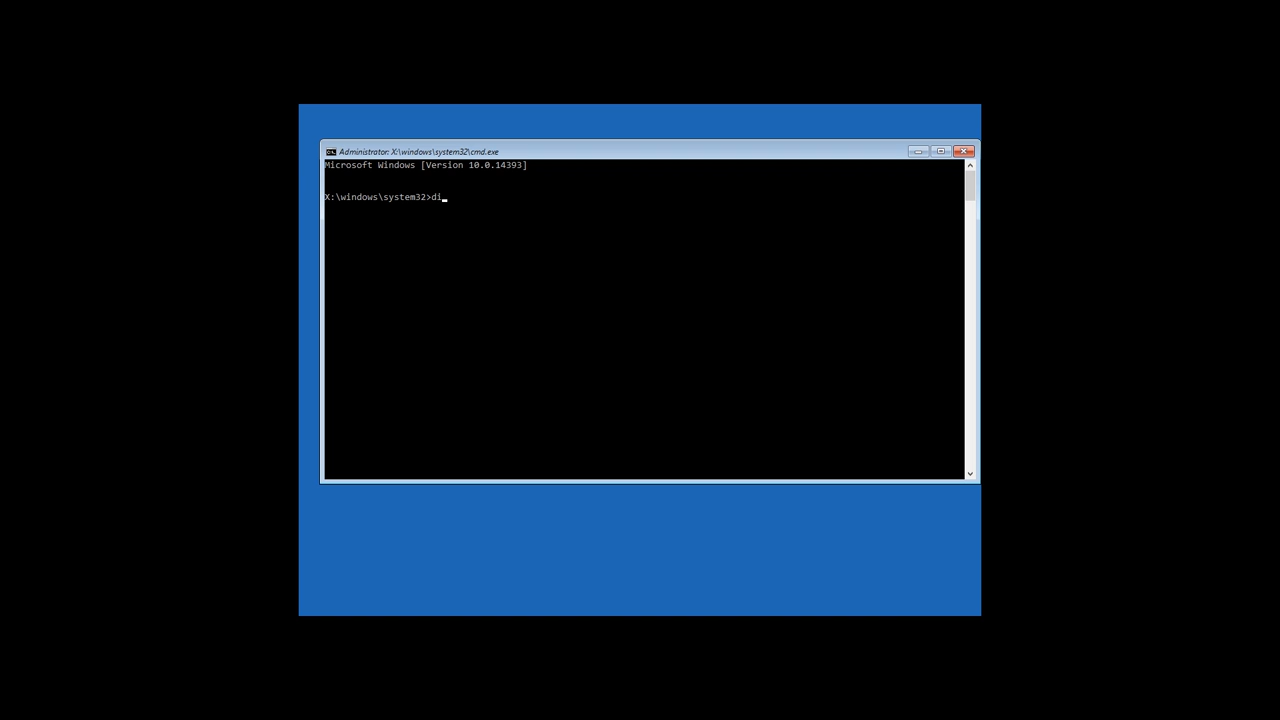 Administrator: X:\windows\system32\cmd.exe
Microsoft Windows [Version 10.0.14393]
X:\windows\system32>di